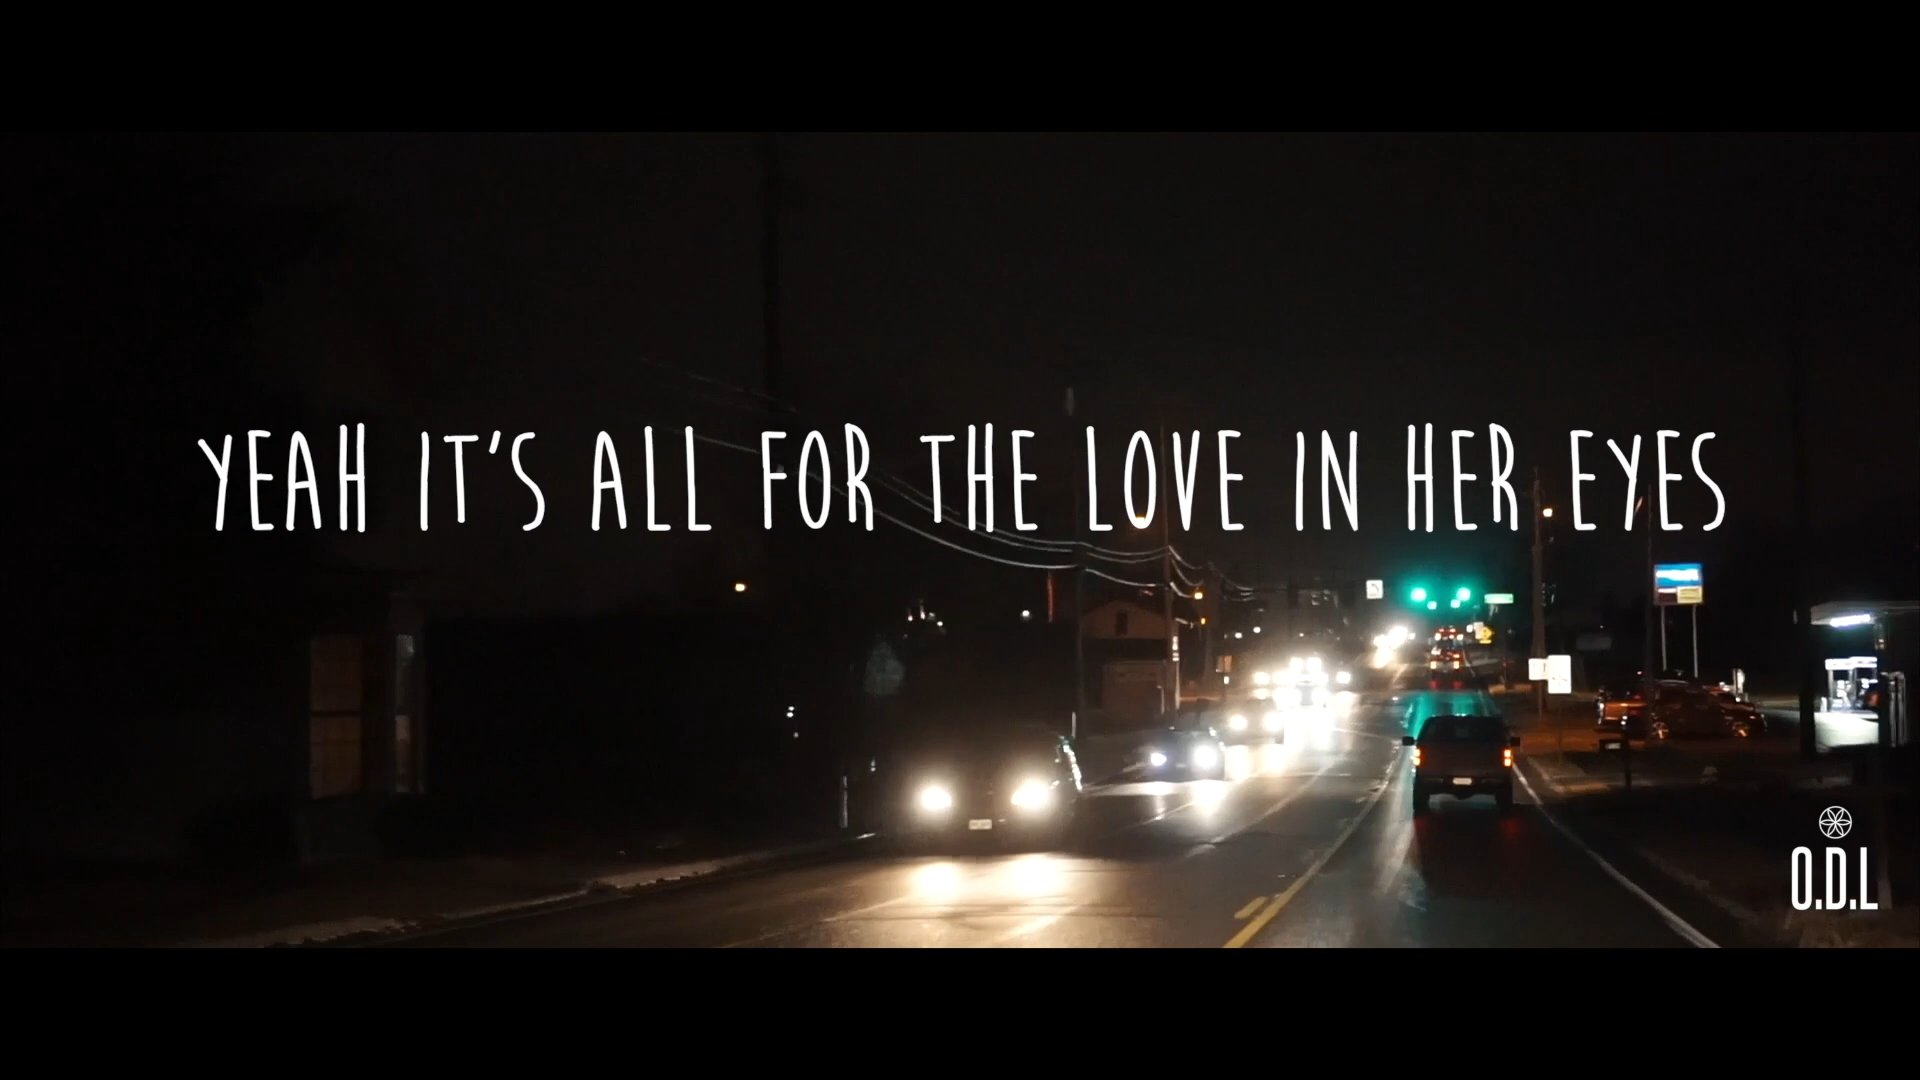 YEAH IT'S ALL FOR THE LOVE IN HER EYES
O.D.L